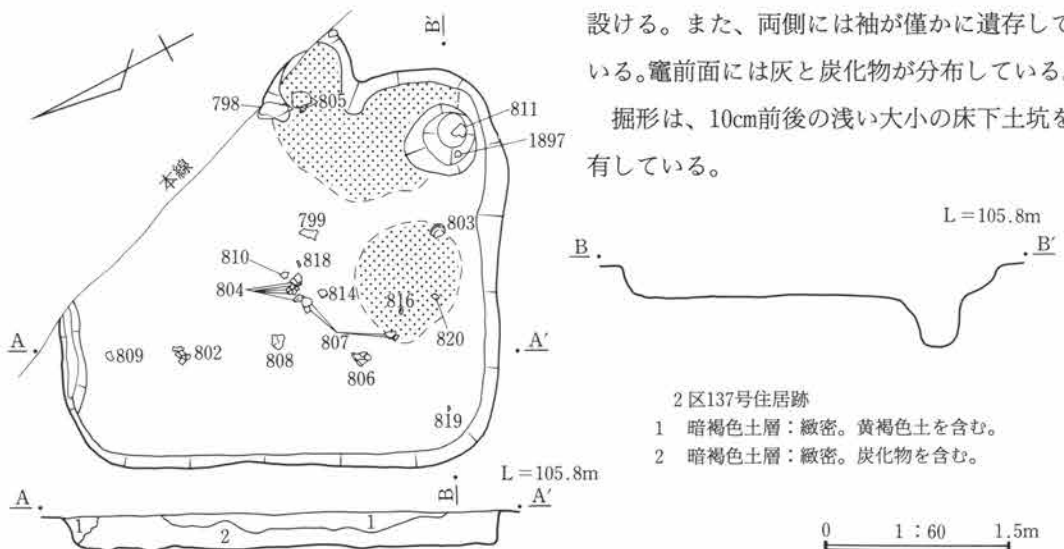 設ける。また、両側には袖が僅かに遺存して
いる。竈前面には灰と炭化物が分布している。
掘形は、10cm前後の浅い大小の床下土坑を
有している。
B′
798
805
811
1897
本線
799
803
810
818
804
814
816
807
820
A
A′
809
802
808
806
819
B
L=105.8m
A
A′
1
2
1
L=105.8m
B
B′
2区137号住居跡
1 暗褐色土層:緻密。黄褐色土を含む。
2 暗褐色土層:緻密。炭化物を含む。
0 1:60 1.5m